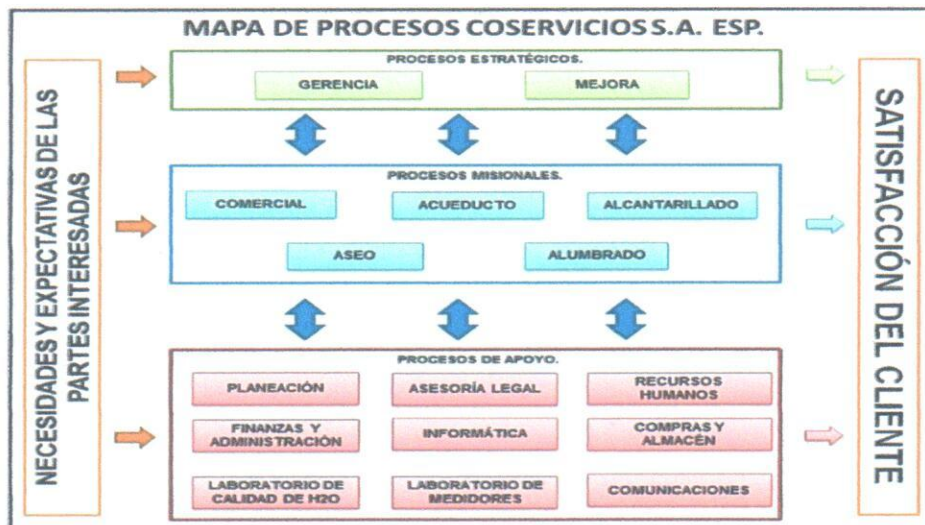 MAPA DE PROCESOS COSERVICIOS S.A. ESP.
NECESIDADES Y EXPECTATIVAS DE LAS
PARTES INTERESADAS
PROCESOS ESTRATÉGICOS.
GERENCIA
MEJORA
PROCESOS MISIONALES.
COMERCIAL
ACUEDUCTO
ALCANTARILLADO
ASEO
ALUMBRADO
PROCESOS DE APOYO.
PLANEACIÓN
ASESORÍA LEGAL
RECURSOS
HUMANOS
FINANZAS Y
ADMINISTRACIÓN
INFORMÁTICA
COMPRAS Y
ALMACÉN
LABORATORIO DE
CALIDAD DE H2O
LABORATORIO DE
MEDIDORES
COMUNICACIONES
SATISFACCIÓN DEL CLIENTE